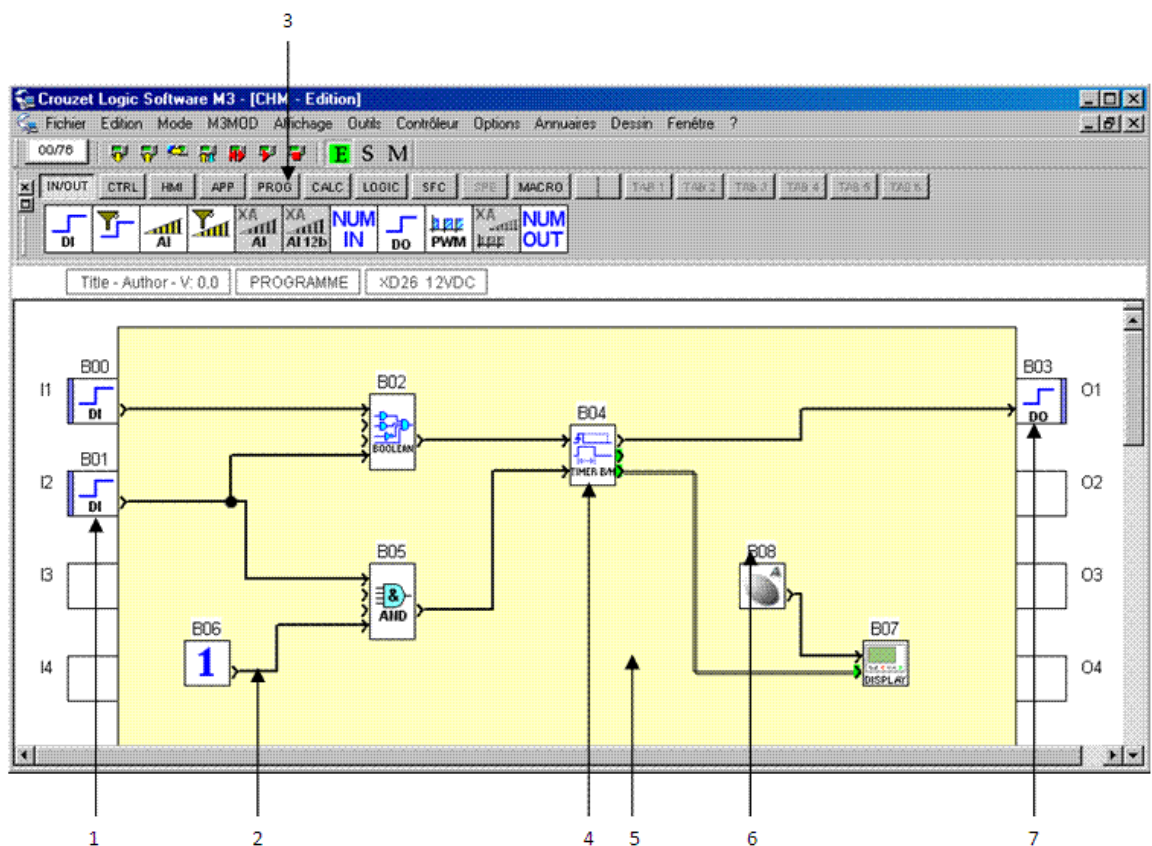 3
Crouzet Logic Software M3 - [CHM - Edition]
Fichier Edition Mode M3MOD Affichage Outils Contrôleur Options Annuaires Dessin Fenêtre ?
00/76 E S M
IN/OUT CTRL HMI APP PROG CALC LOGIC SFC SPE MACRO TAB 1 TAB 2 TAB 3 TAB 4 TAB 5 TAB 6
XA XA NUM XA NUM
DI AI AI AI 12b IN DO PWM OUT
Title - Author - V: 0.0 PROGRAMME XD26 12VDC
B00 B03
I1 B02 O1
DI DO
B04
BOOLEAN
B01
I2 TIMER B/H O2
DI
B05 B08
I3 A O3
&
AND
B06 B07
I4 1 O4
DISPLAY
1 2 4 5 6 7